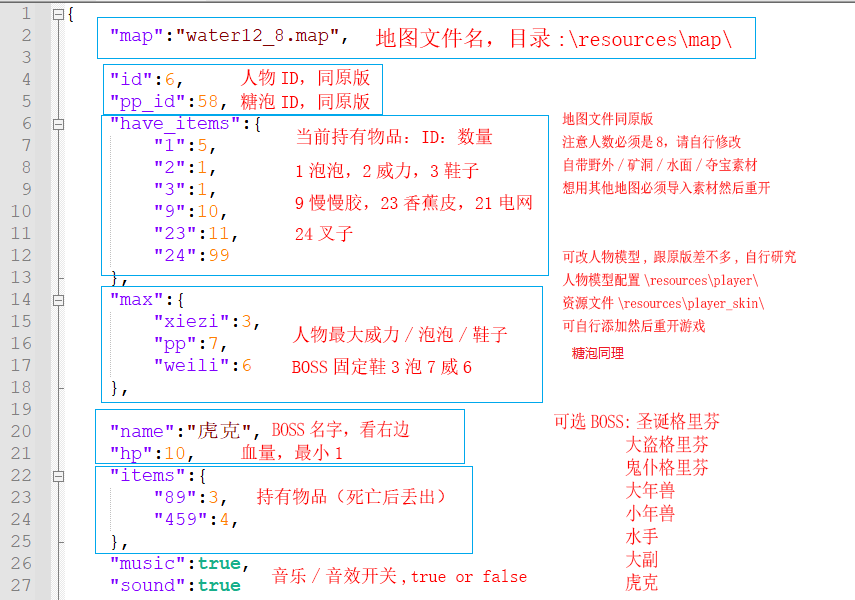 1 {
2 "map":"water12_8.map", 地图文件名，目录 :\resources\map\
3
4 "id":6, 人物 ID，同原版
5 "pp_id":58, 糖泡 ID，同原版
6 "have_items":{
7 "1":5, 当前持有物品：ID：数量
8 "2":1, 1 泡泡，2 威力，3 鞋子
9 "3":1,
10 "9":10, 9 慢慢胶，23 香蕉皮，21 电网
11 "23":11, 24 叉子
12 "24":99
13 },
14 "max":{
15 "xiezi":3,
16 "pp":7, 人物最大威力 / 泡泡 / 鞋子
17 "weili":6 BOSS 固定鞋 3 泡 7 威 6
18 },
19
20 "name":"虎克", BOSS 名字，看右边
21 "hp":10, 血量，最小 1
22 "items":{
23 "89":3, 持有物品（死亡后丢出）
24 "459":4,
25 },
26 "music":true, 音乐 / 音效开关 ,true or false
27 "sound":true
地图文件同原版
注意人数必须是 8，请自行修改
自带野外 / 矿洞 / 水面 / 夺宝素材
想用其他地图必须导入素材然后重开
可改人物模型 , 跟原版差不多 , 自行研究
人物模型配置 \resources\player\
资源文件 \resources\player_skin\
可自行添加然后重开游戏
糖泡同理
可选 BOSS: 圣诞格里芬
大盗格里芬
鬼仆格里芬
大年兽
小年兽
水手
大副
虎克